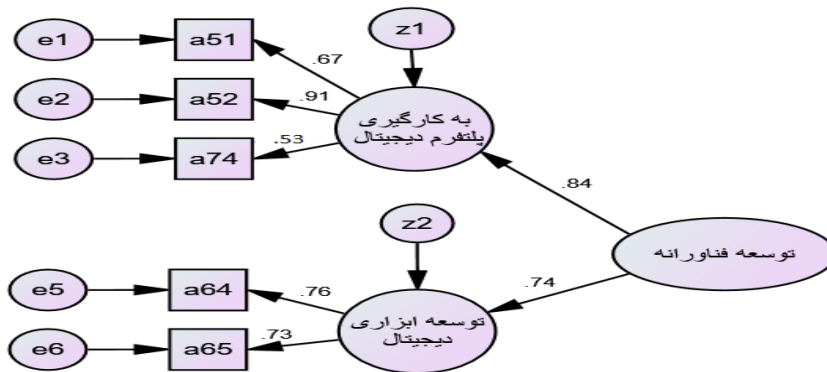 e1
a51
z1
.67
e2
a52
.91
به کارگیری
پلتفرم دیجیتال
e3
a74
.53
.84
z2
توسعه فناورانه
.74
e5
a64
.76
توسعه ابزاری
دیجیتال
e6
a65
.73